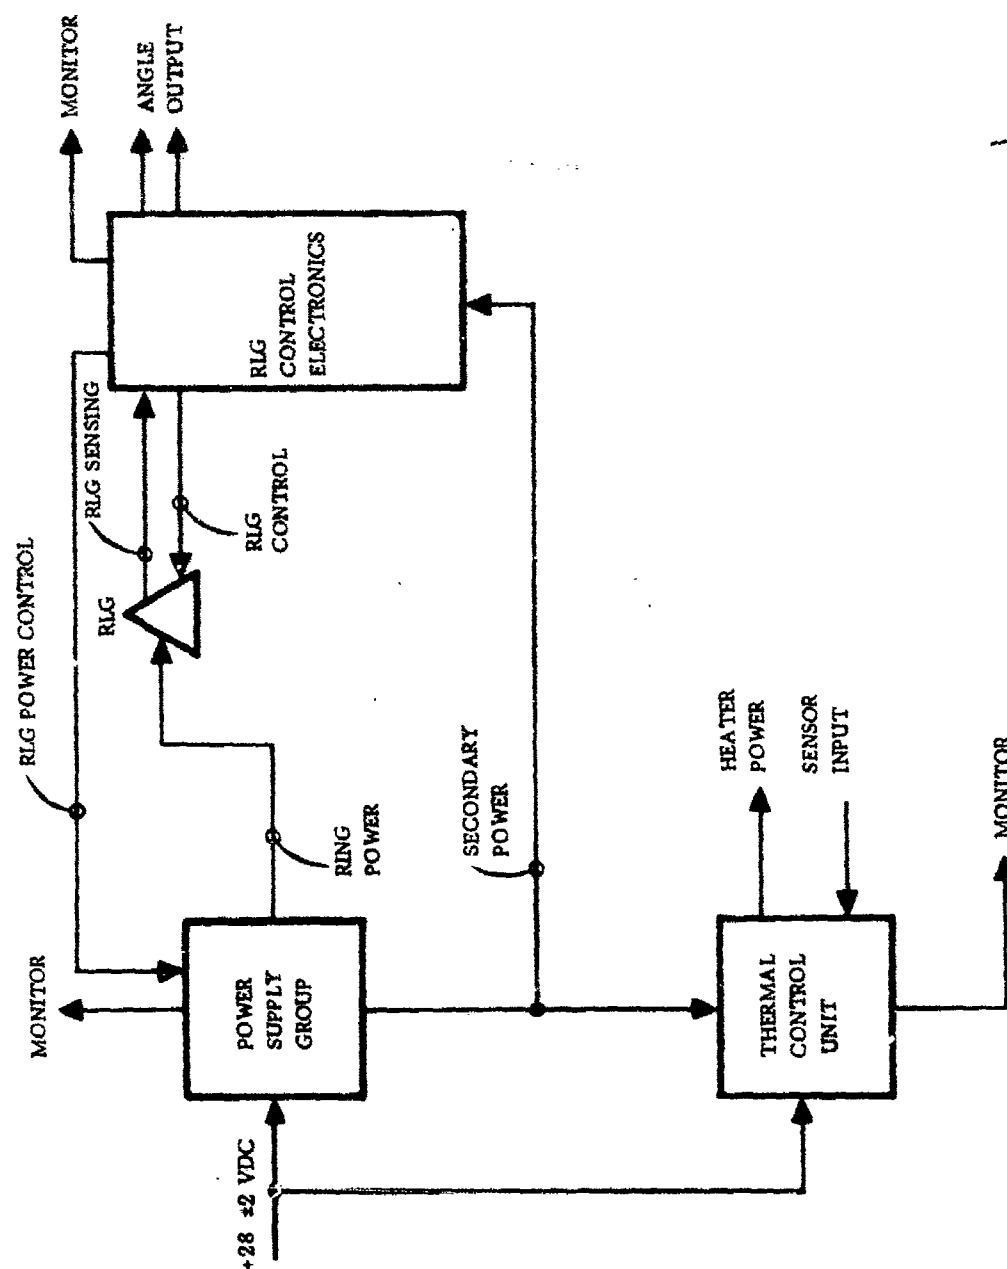 MONITOR
ANGLE
OUTPUT
RLG
CONTROL
ELECTRONICS
RLG SENSING
RLG
CONTROL
RLG
RLG POWER CONTROL
RING
POWER
SECONDARY
POWER
HEATER
POWER
SENSOR
INPUT
MONITOR
MONITOR
POWER
SUPPLY
GROUP
THERMAL
CONTROL
UNIT
+28 ±2 VDC